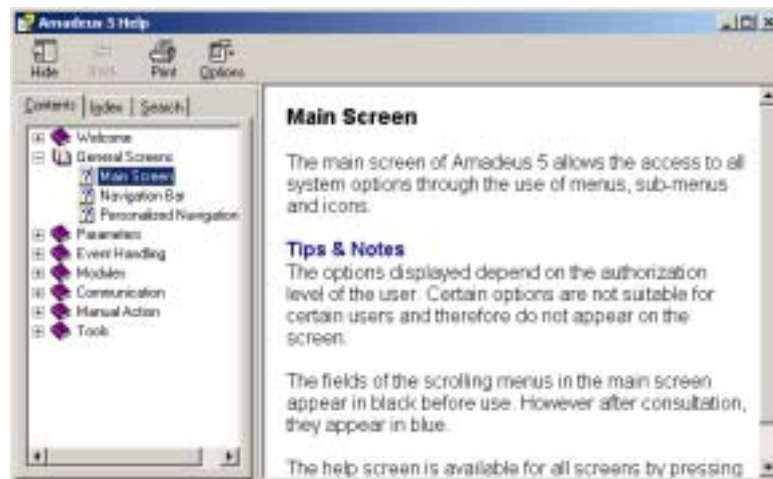 Amadeus 5 Help
Hide Back Print Options
Contents Index Search
Welcome
General Screens
Main Screen
Navigation Bar
Personalized Navigation
Parameters
Event Handling
Modules
Communication
Manual Action
Tools
Main Screen
The main screen of Amadeus 5 allows the access to all
system options through the use of menus, sub-menus
and icons.
Tips & Notes
The options displayed depend on the authorization
level of the user. Certain options are not suitable for
certain users and therefore do not appear on the
screen.
The fields of the scrolling menus in the main screen
appear in black before use. However after consultation,
they appear in blue.
The help screen is available for all screens by pressing